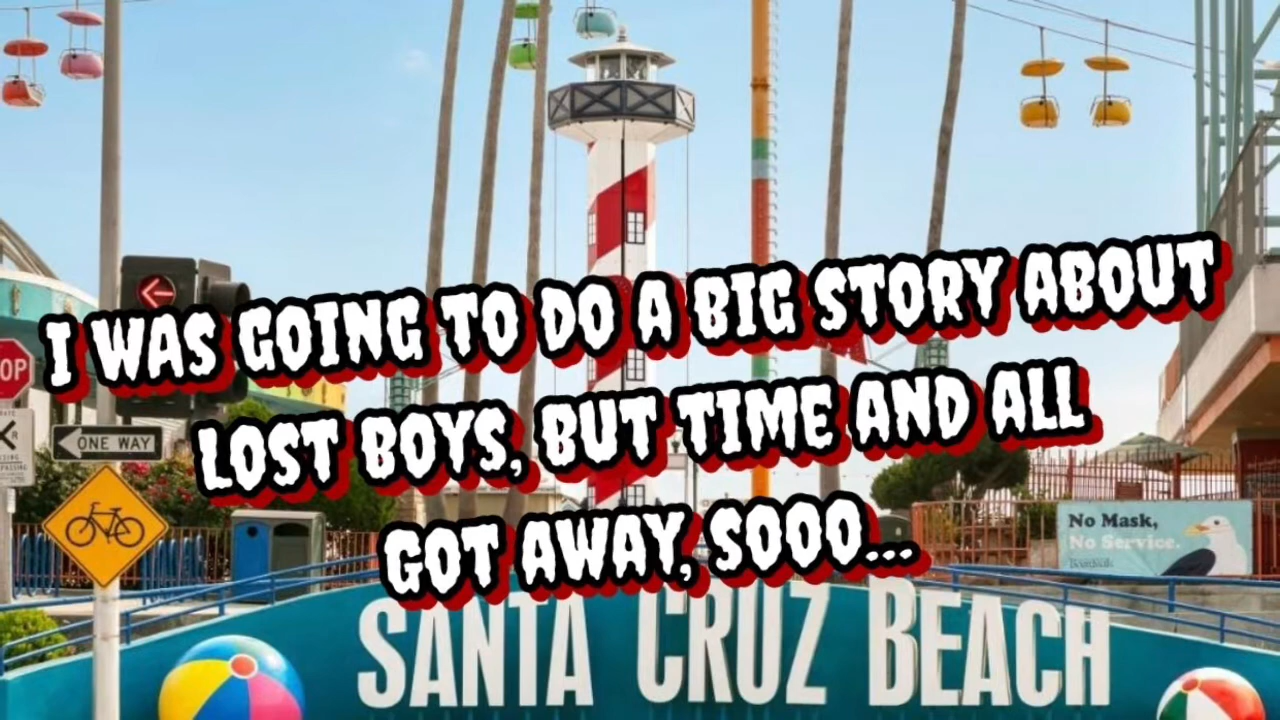 I WAS GOING TO DO A BIG STORY ABOUT
LOST BOYS, BUT TIME AND ALL
GOT AWAY, SOOO...
OP
ONE WAY
No Mask,
No Service.
SANTA CRUZ BEACH